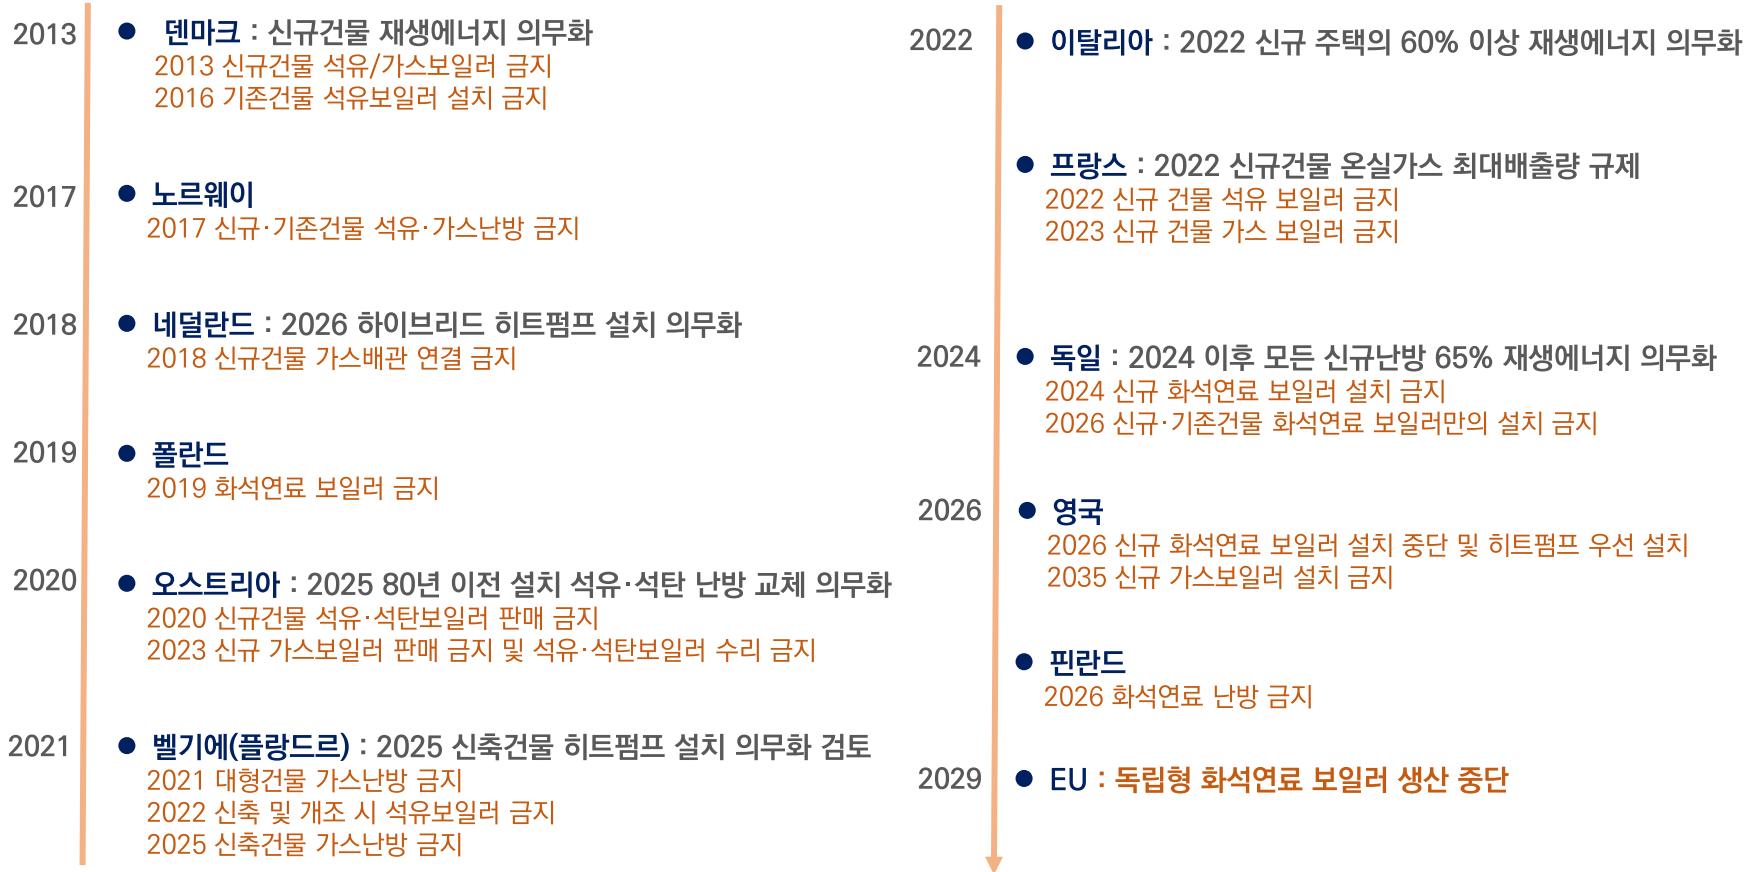 2013
● 덴마크 : 신규건물 재생에너지 의무화
2013 신규건물 석유/가스보일러 금지
2016 기존건물 석유보일러 설치 금지
2017
● 노르웨이
2017 신규·기존건물 석유·가스난방 금지
2018
● 네덜란드 : 2026 하이브리드 히트펌프 설치 의무화
2018 신규건물 가스배관 연결 금지
2019
● 폴란드
2019 화석연료 보일러 금지
2020
● 오스트리아 : 2025 80년 이전 설치 석유·석탄 난방 교체 의무화
2020 신규건물 석유·석탄보일러 판매 금지
2023 신규 가스보일러 판매 금지 및 석유·석탄보일러 수리 금지
2021
● 벨기에(플랑드르) : 2025 신축건물 히트펌프 설치 의무화 검토
2021 대형건물 가스난방 금지
2022 신축 및 개조 시 석유보일러 금지
2025 신축건물 가스난방 금지
2022
● 이탈리아 : 2022 신규 주택의 60% 이상 재생에너지 의무화
● 프랑스 : 2022 신규건물 온실가스 최대배출량 규제
2022 신규 건물 석유 보일러 금지
2023 신규 건물 가스 보일러 금지
2024
● 독일 : 2024 이후 모든 신규난방 65% 재생에너지 의무화
2024 신규 화석연료 보일러 설치 금지
2026 신규·기존건물 화석연료 보일러만의 설치 금지
2026
● 영국
2026 신규 화석연료 보일러 설치 중단 및 히트펌프 우선 설치
2035 신규 가스보일러 설치 금지
● 핀란드
2026 화석연료 난방 금지
2029
● EU : 독립형 화석연료 보일러 생산 중단